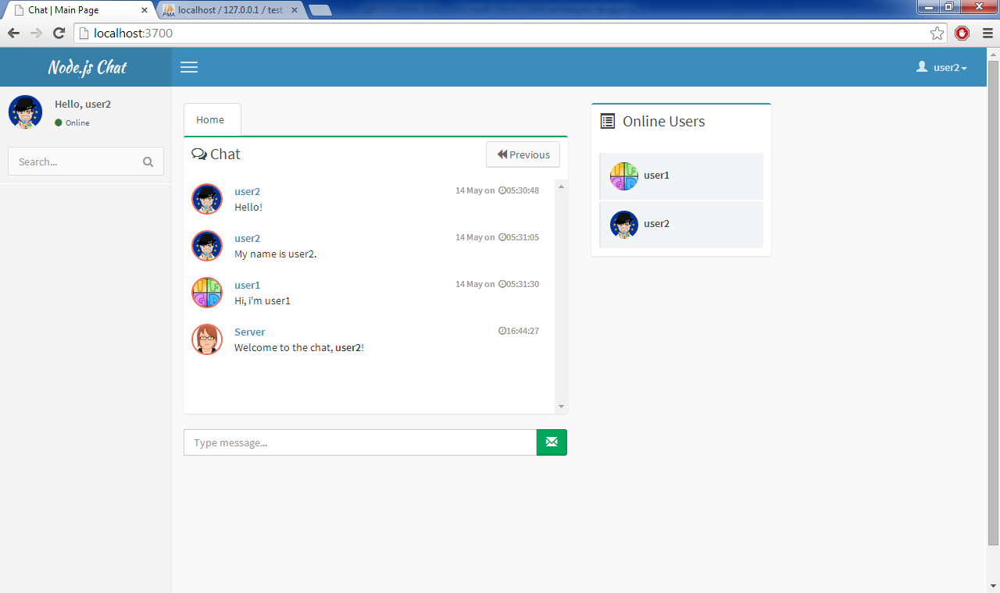 Chat | Main Page
PMA
localhost / 127.0.0.1 / test
localhost:3700
Node.js Chat
user2
Hello, user2
Online
Search...
Home
Chat
Previous
user2
14 May on 05:30:48
Hello!
user2
14 May on 05:31:05
My name is user2.
user1
14 May on 05:31:30
Hi, i'm user1
Server
16:44:27
Welcome to the chat, user2!
Type message...
Online Users
user1
user2